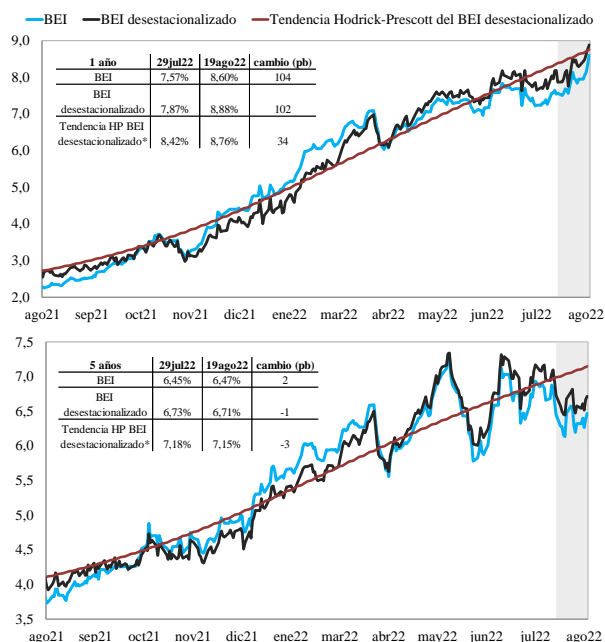 BEI BEI desestacionalizado Tendencia Hodrick-Prescott del BEI desestacionalizado
9,0
8,0
7,0
6,0
5,0
4,0
3,0
2,0
1 año 29jul22 19ago22 cambio (pb)
BEI 7,57% 8,60% 104
BEI
desestacionalizado 7,87% 8,88% 102
Tendencia HP BEI
desestacionalizado* 8,42% 8,76% 34
ago21 sep21 oct21 nov21 dic21 ene22 feb22 mar22 abr22 may22 jun22 jul22 ago22
7,5
7,0
6,5
6,0
5,5
5,0
4,5
4,0
3,5
5 años 29jul22 19ago22 cambio (pb)
BEI 6,45% 6,47% 2
BEI
desestacionalizado 6,73% 6,71% -1
Tendencia HP BEI
desestacionalizado* 7,18% 7,15% -3
ago21 sep21 oct21 nov21 dic21 ene22 feb22 mar22 abr22 may22 jun22 jul22 ago22